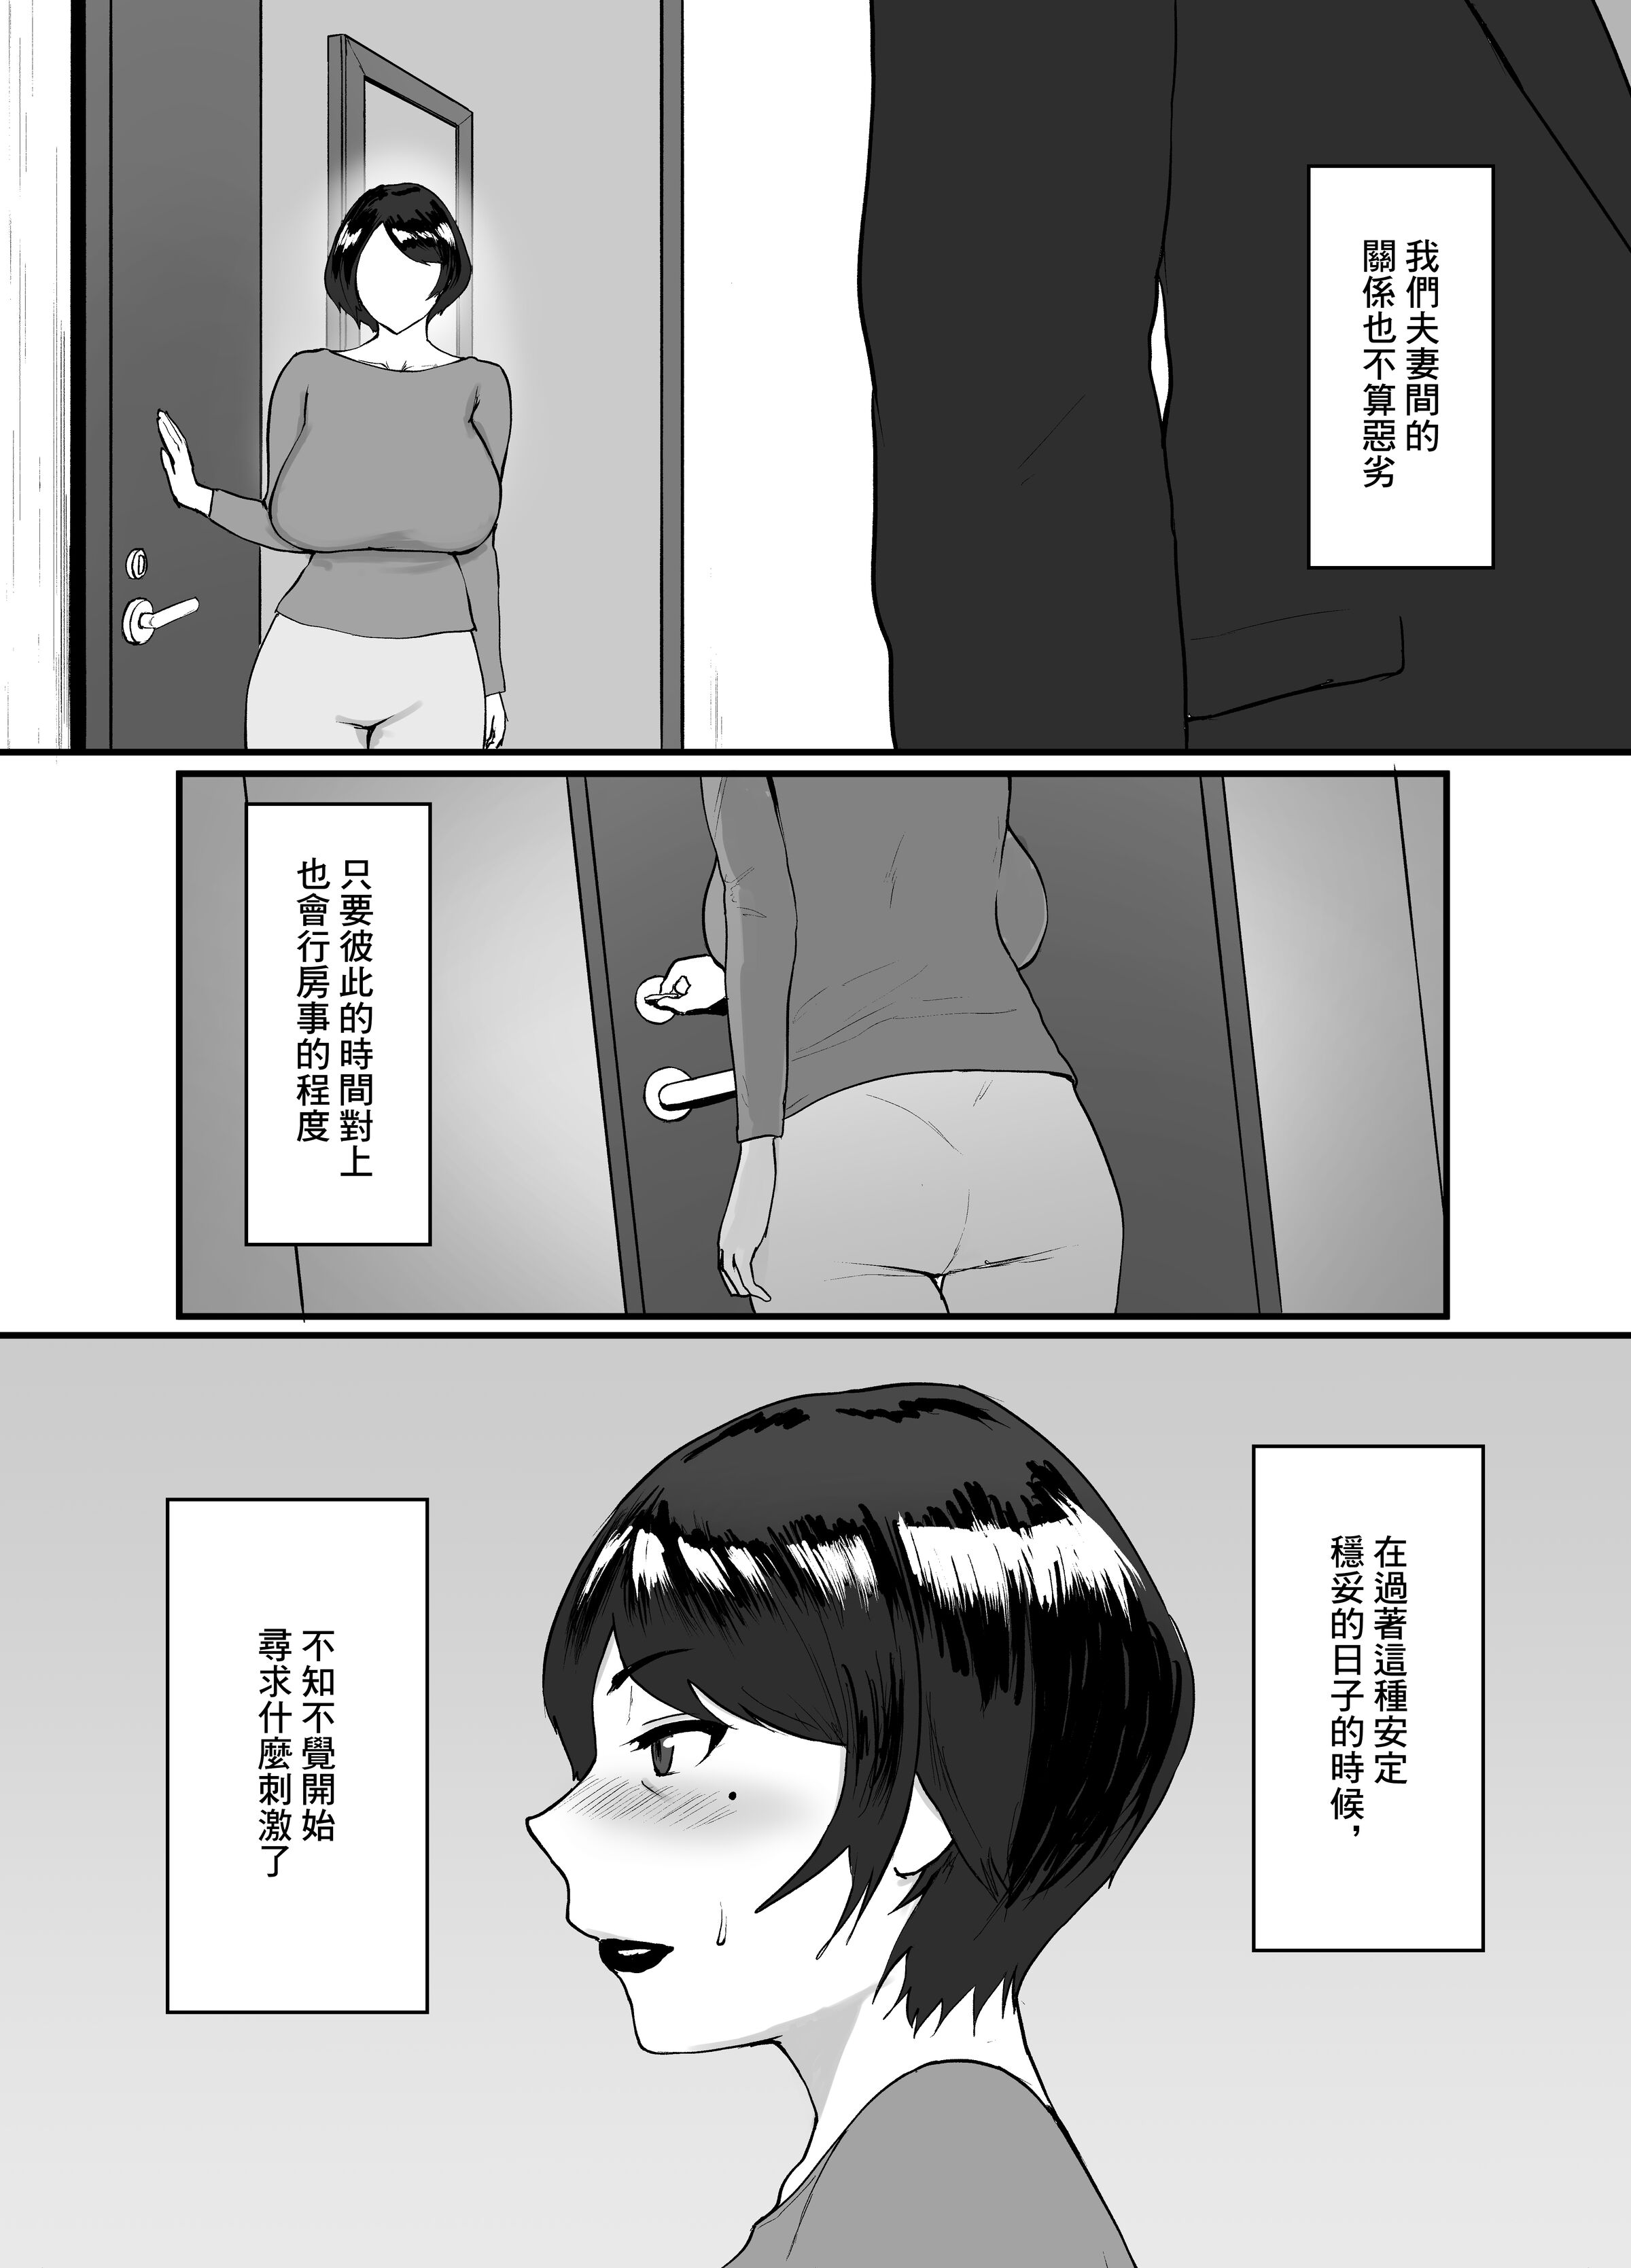 我們夫妻間的
關係也不算惡劣
只要彼此的時間對上
也會行房事的程度
在過著這種安定
穩妥的日子的時候，
不知不覺開始
尋求什麼刺激了